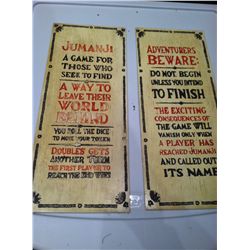 JUMANJI
A GAME FOR
THOSE WHO
SEEK TO FIND
A WAY TO
LEAVE THEIR
WORLD
BEHIND
YOU ROLL THE DICE
TO MOVE YOUR TOKEN
DOUBLES GETS
ANOTHER TURN
THE FIRST PLAYER TO
REACH THE END WINS
ADVENTURERS
BEWARE:
DO NOT BEGIN
UNLESS YOU INTEND
TO FINISH
THE EXCITING
CONSEQUENCES OF
THE GAME WILL
VANISH ONLY WHEN
A PLAYER HAS
REACHED JUMANJI
AND CALLED OUT
ITS NAME